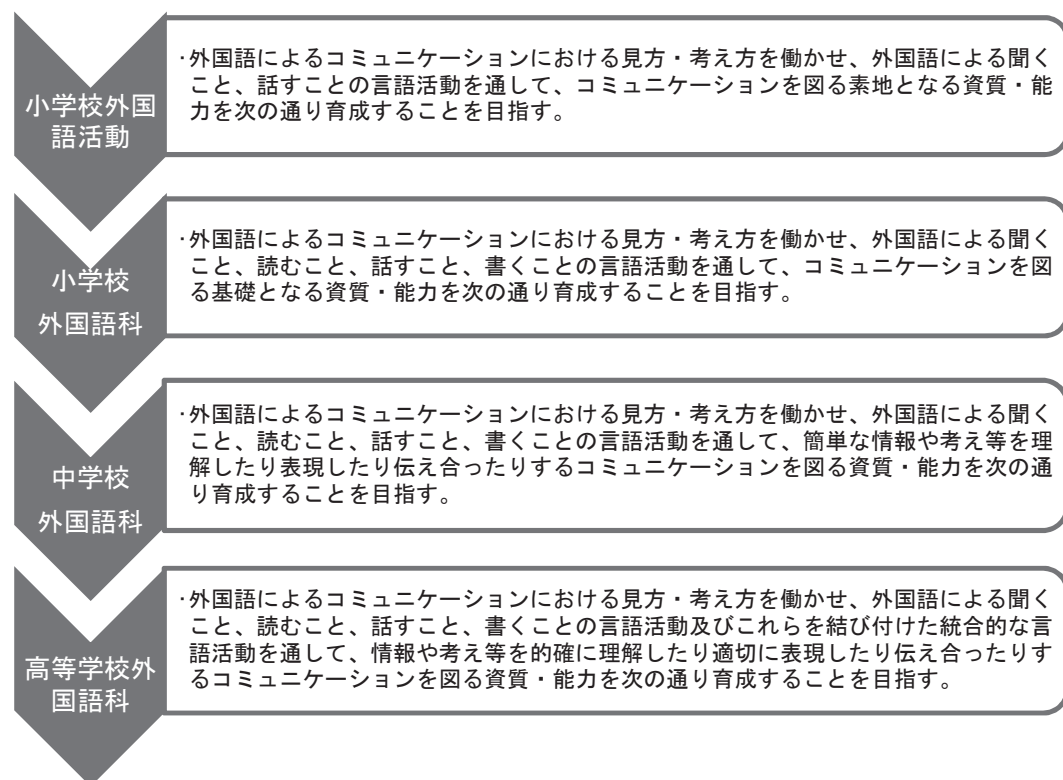 小学校外国
語活動
・外国語によるコミュニケーションにおける見方・考え方を働かせ、外国語による聞く
こと、話すことの言語活動を通して、コミュニケーションを図る素地となる資質・能
力を次の通り育成することを目指す。
小学校
外国語科
・外国語によるコミュニケーションにおける見方・考え方を働かせ、外国語による聞く
こと、読むこと、話すこと、書くことの言語活動を通して、コミュニケーションを図
る基礎となる資質・能力を次の通り育成することを目指す。
中学校
外国語科
・外国語によるコミュニケーションにおける見方・考え方を働かせ、外国語による聞く
こと、読むこと、話すこと、書くことの言語活動を通して、簡単な情報や考え等を理
解したり表現したり伝え合ったりするコミュニケーションを図る資質・能力を次の通
り育成することを目指す。
高等学校外
国語科
・外国語によるコミュニケーションにおける見方・考え方を働かせ、外国語による聞く
こと、読むこと、話すこと、書くことの言語活動及びこれらを結び付けた統合的な言
語活動を通して、情報や考え等を的確に理解したり適切に表現したり伝え合ったりす
るコミュニケーションを図る資質・能力を次の通り育成することを目指す。